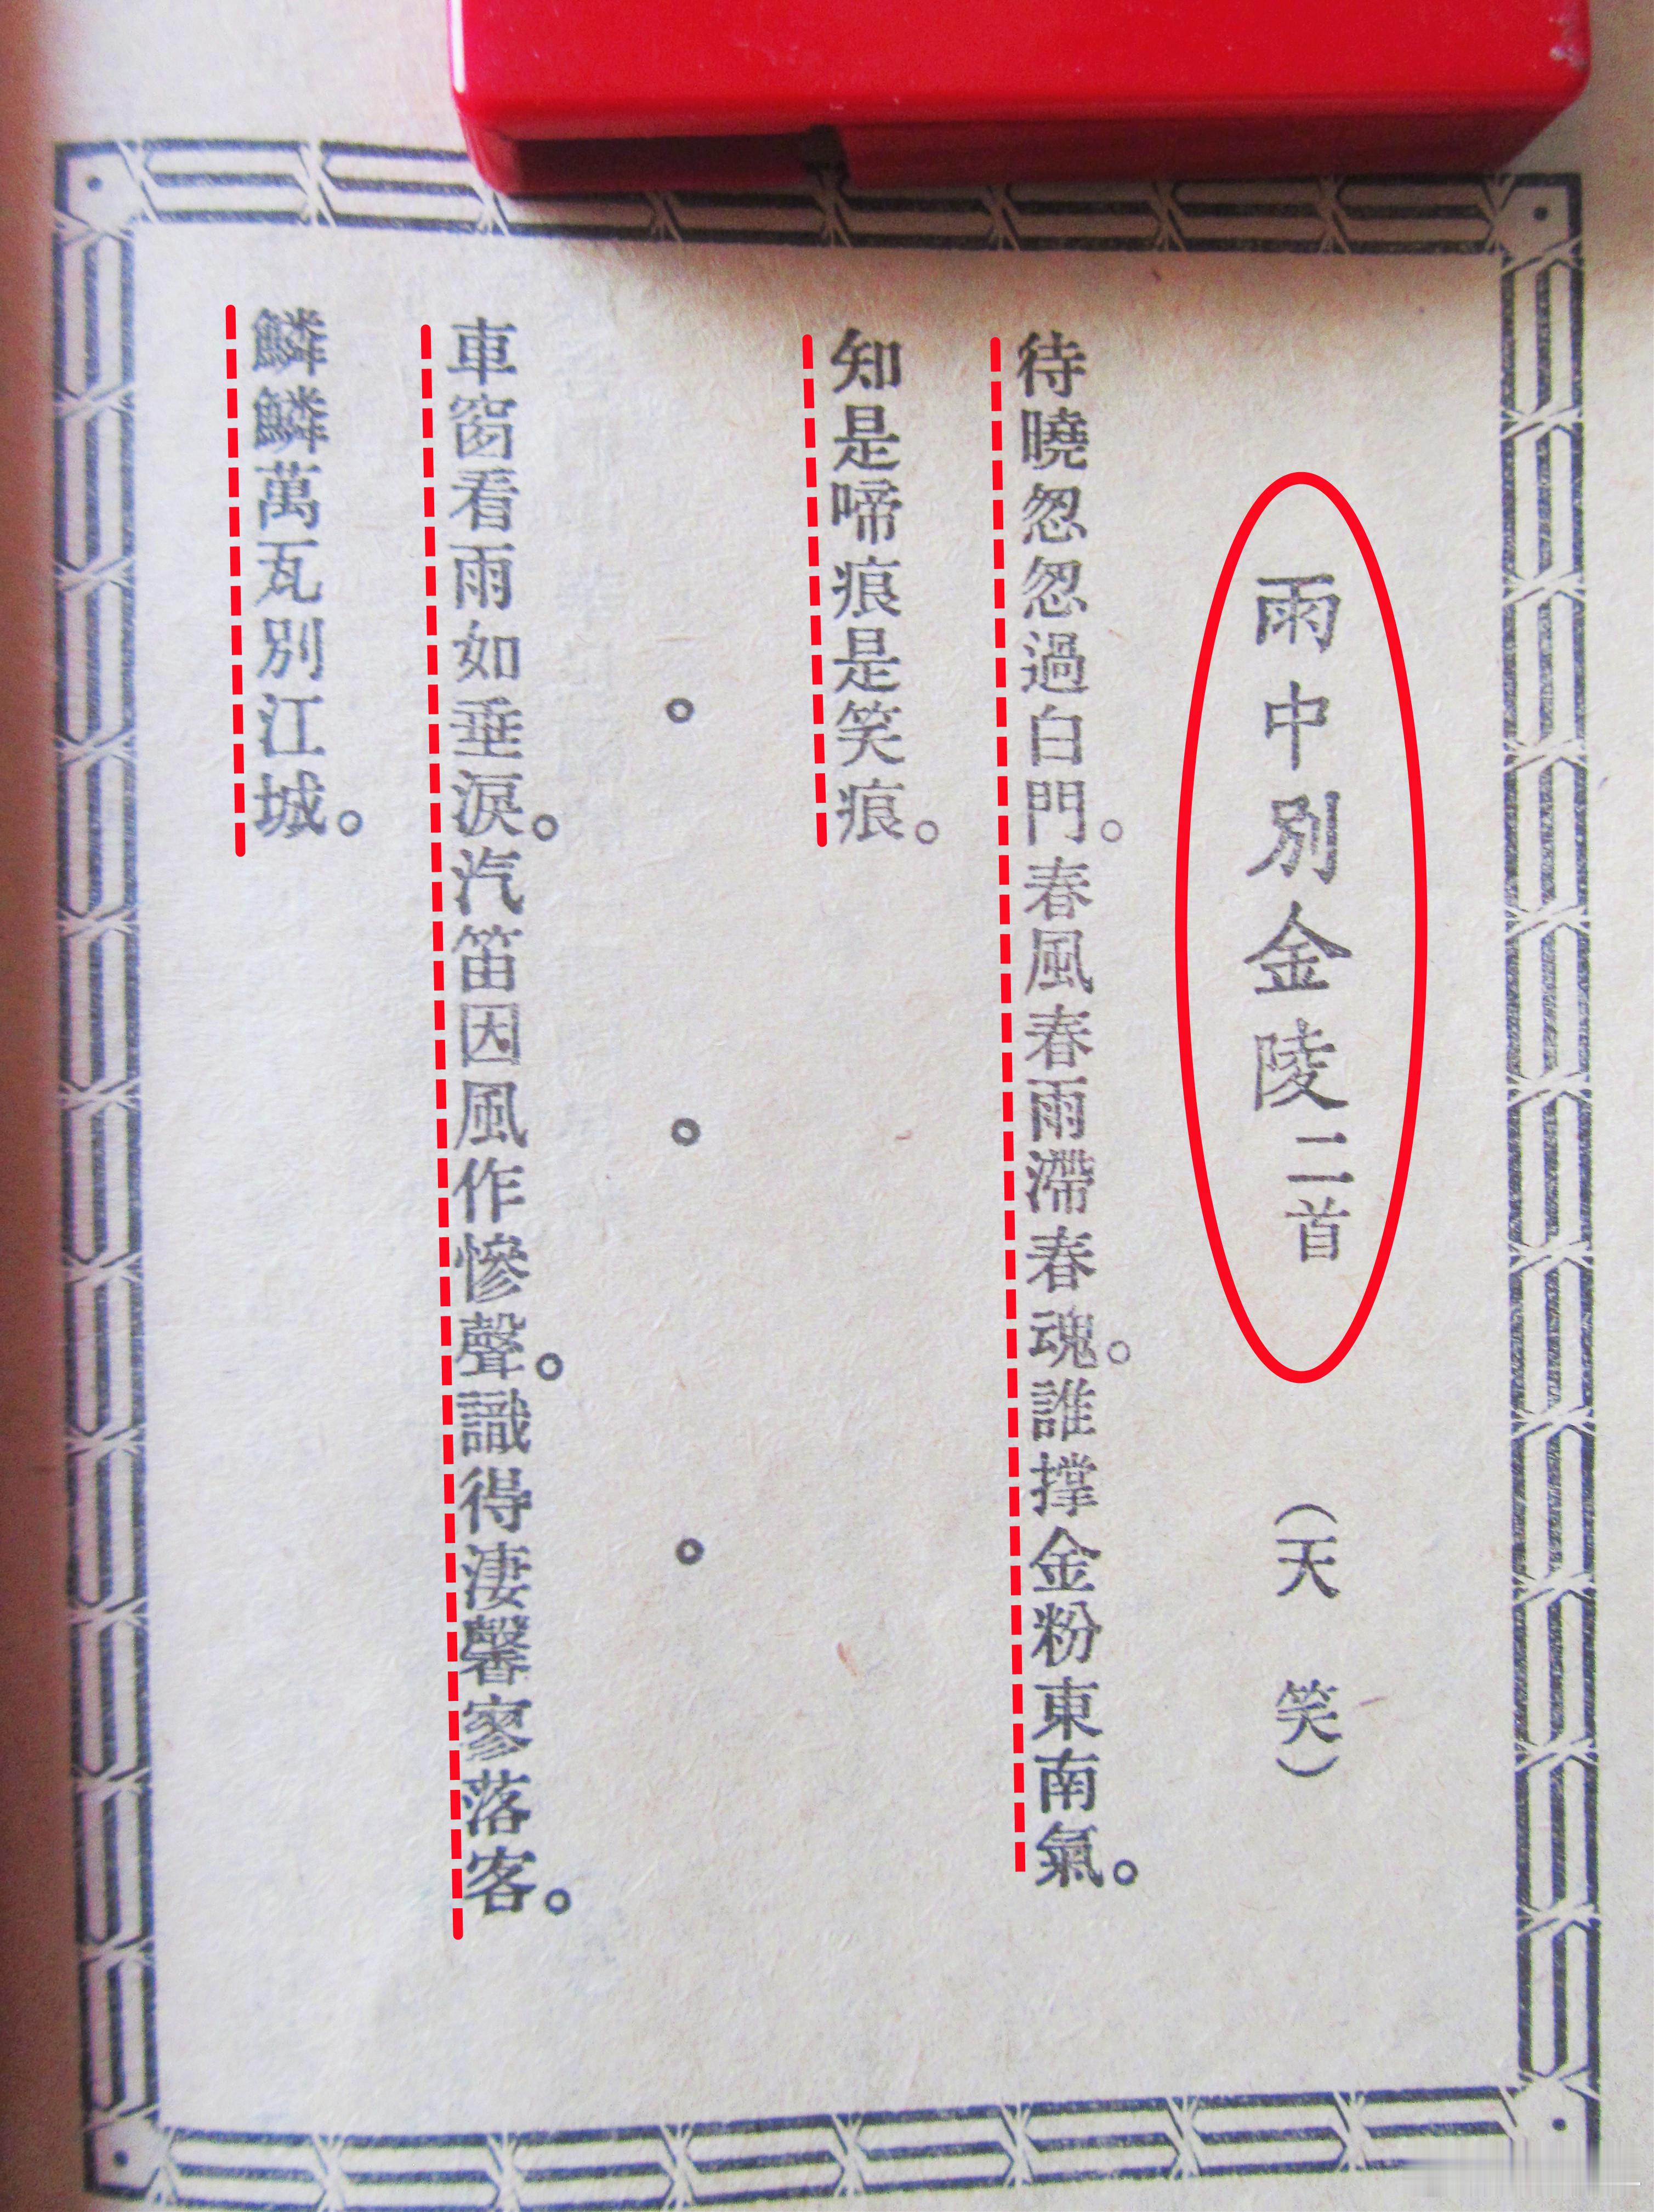 雨中別金陵二首 （天笑）
待曉忽忽過白門。春風春雨滯春魂。誰撑金粉東南氣。
知是啼痕是笑痕。
。 。 。
車窗看雨如垂淚。汽笛因風作慘聲。識得淒馨寥落客。
鱗鱗萬瓦別江城。